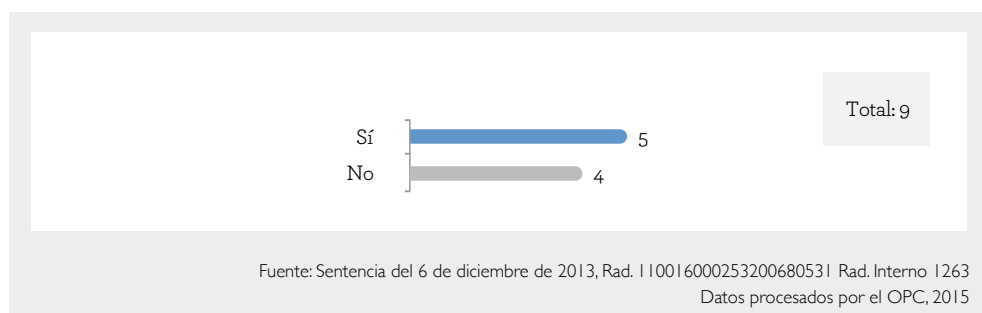 Total: 9
Sí 5
No 4
Fuente: Sentencia del 6 de diciembre de 2013, Rad. 110016000253200680531 Rad. Interno 1263
Datos procesados por el OPC, 2015